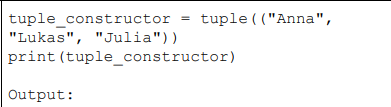 tuple_constructor = tuple(("Anna",
"Lukas", "Julia"))
print(tuple_constructor)
Output: